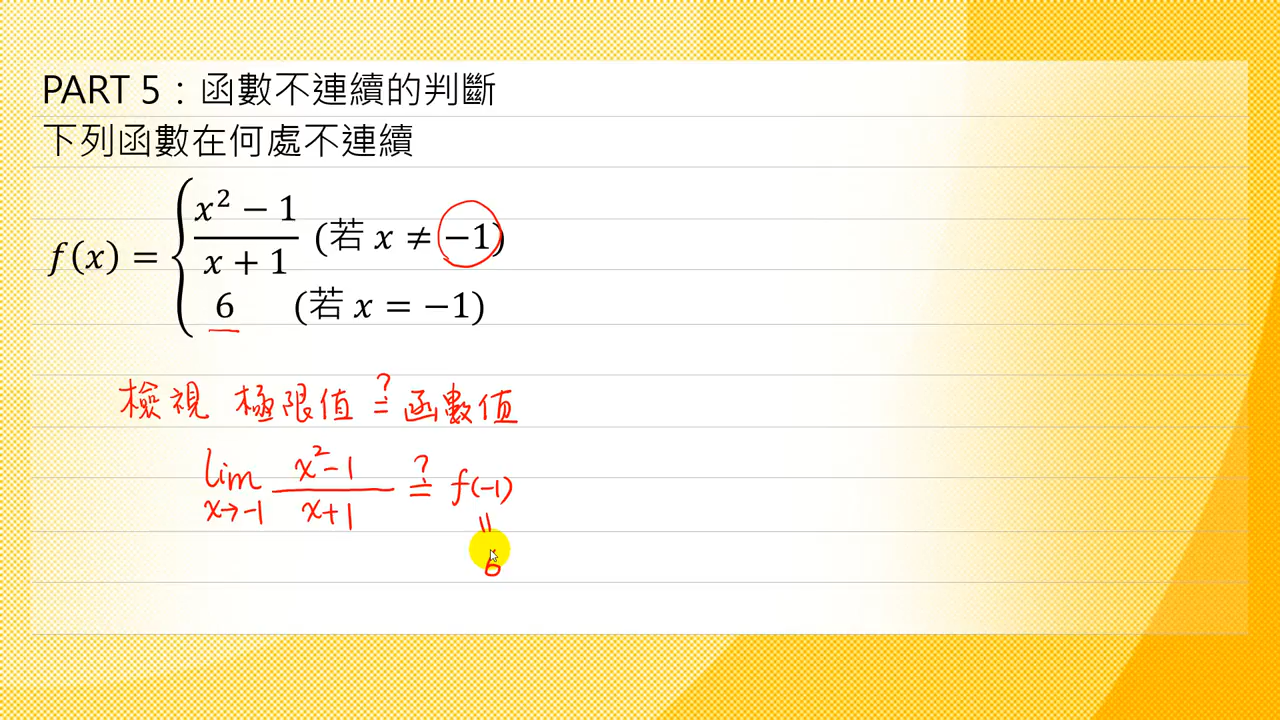 PART 5：函數不連續的判斷
下列函數在何處不連續
f(x) = { (x² − 1)/(x + 1) (若 x ≠ −1)
6 (若 x = −1)
檢視 極限值 ≟ 函數值
lim x→-1 (x²-1)/(x+1) ≟ f(-1)
=
6